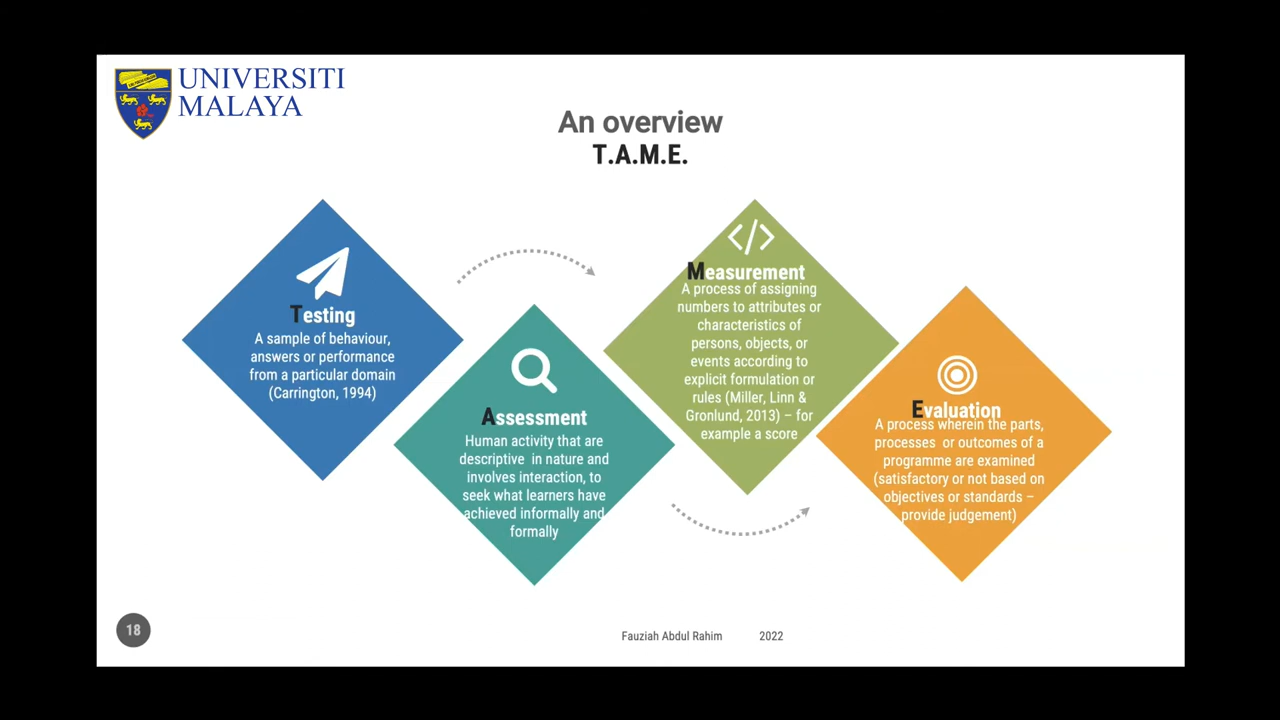 UNIVERSITI
MALAYA
An overview
T.A.M.E.
Testing
A sample of behaviour,
answers or performance
from a particular domain
(Carrington, 1994)
Assessment
Human activity that are
descriptive in nature and
involves interaction, to
seek what learners have
achieved informally and
formally
</>
Measurement
A process of assigning
numbers to attributes or
characteristics of
persons, objects, or
events according to
explicit formulation or
rules (Miller, Linn &
Gronlund, 2013) – for
example a score
Evaluation
A process wherein the parts,
processes or outcomes of a
programme are examined
(satisfactory or not based on
objectives or standards –
provide judgement)
18
Fauziah Abdul Rahim 2022